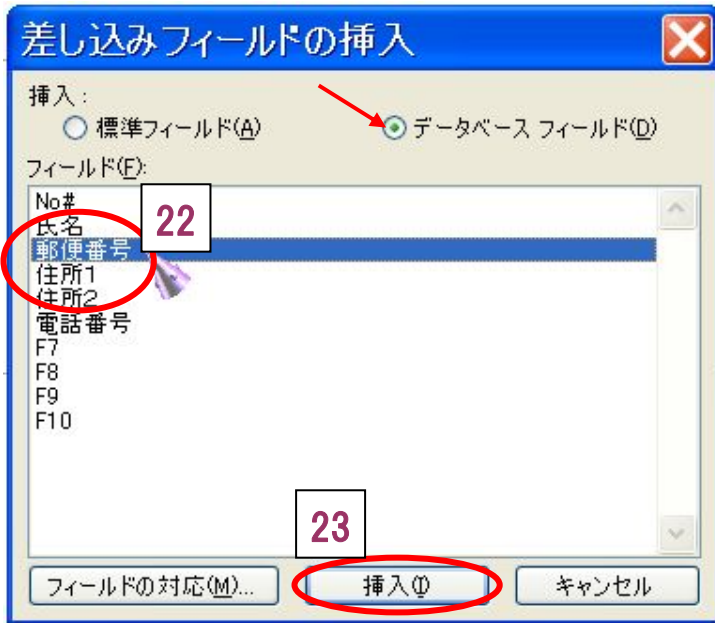 差し込みフィールドの挿入
挿入:
標準フィールド(A)
データベース フィールド(D)
フィールド(F):
No#
氏名
22
郵便番号
住所1
住所2
電話番号
F7
F8
F9
F10
23
フィールドの対応(M)...
挿入(I)
キャンセル